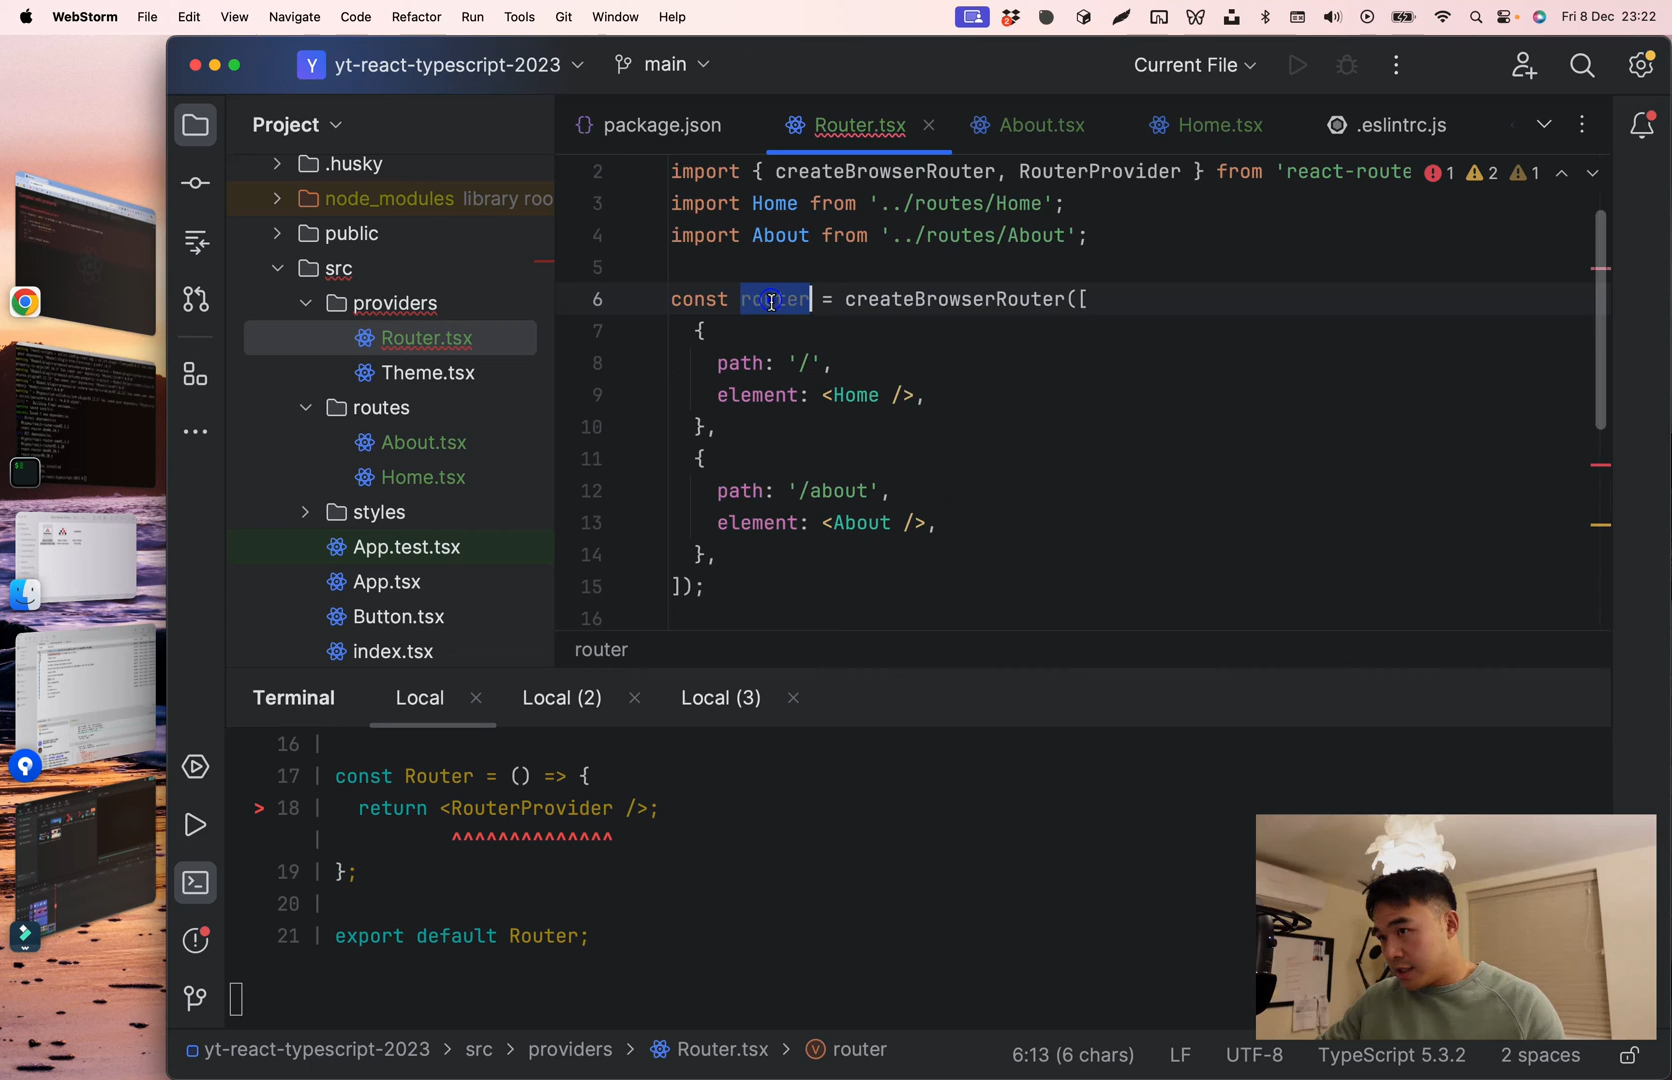 WebStorm File Edit View Navigate Code Refactor Run Tools Git Window Help Fri 8 Dec 23:22
Y yt-react-typescript-2023 main Current File
Project
.husky
node_modules library roo
public
src
providers
Router.tsx
Theme.tsx
routes
About.tsx
Home.tsx
styles
App.test.tsx
App.tsx
Button.tsx
index.tsx
package.json Router.tsx About.tsx Home.tsx .eslintrc.js
2 import { createBrowserRouter, RouterProvider } from 'react-route 1 2 1
3 import Home from '../routes/Home';
4 import About from '../routes/About';
5
6 const router = createBrowserRouter([
7 {
8 path: '/',
9 element: <Home />,
10 },
11 {
12 path: '/about',
13 element: <About />,
14 },
15 ]);
16
router
Terminal Local Local (2) Local (3)
16 |
17 | const Router = () => {
> 18 | return <RouterProvider />;
| ^^^^^^^^^^^^^^
19 | };
20 |
21 | export default Router;
yt-react-typescript-2023 > src > providers > Router.tsx > V router 6:13 (6 chars) LF UTF-8 TypeScript 5.3.2 2 spaces